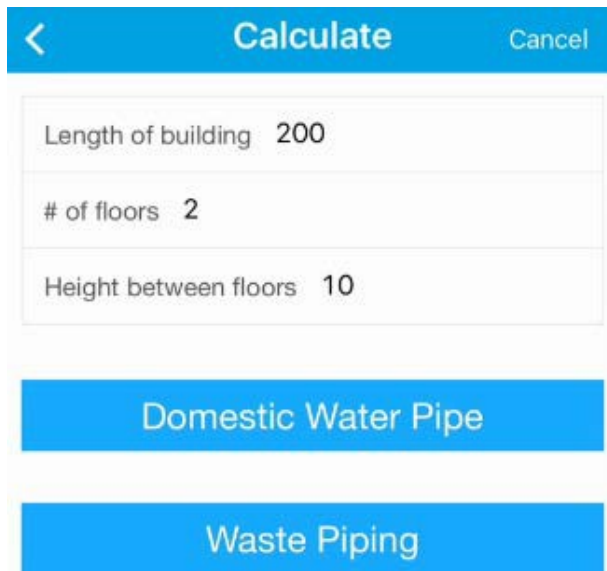 Calculate
Cancel
Length of building 200
# of floors 2
Height between floors 10
Domestic Water Pipe
Waste Piping